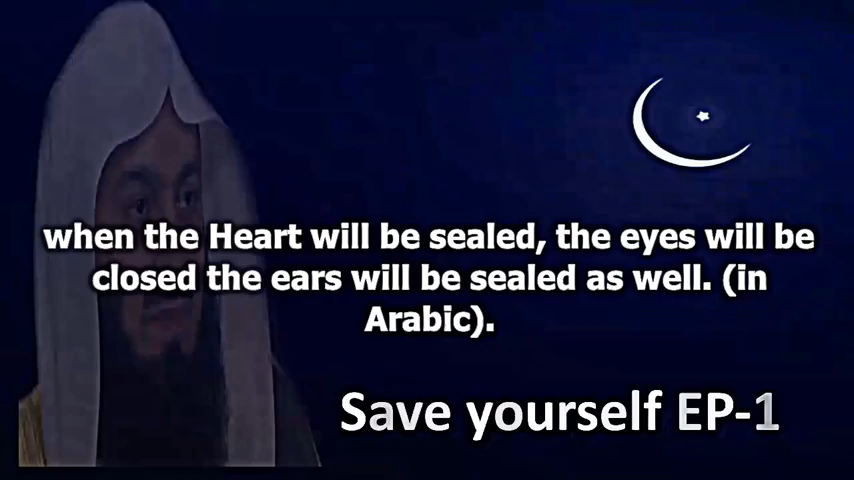 when the Heart will be sealed, the eyes will be
closed the ears will be sealed as well. (in
Arabic).
Save yourself EP-1